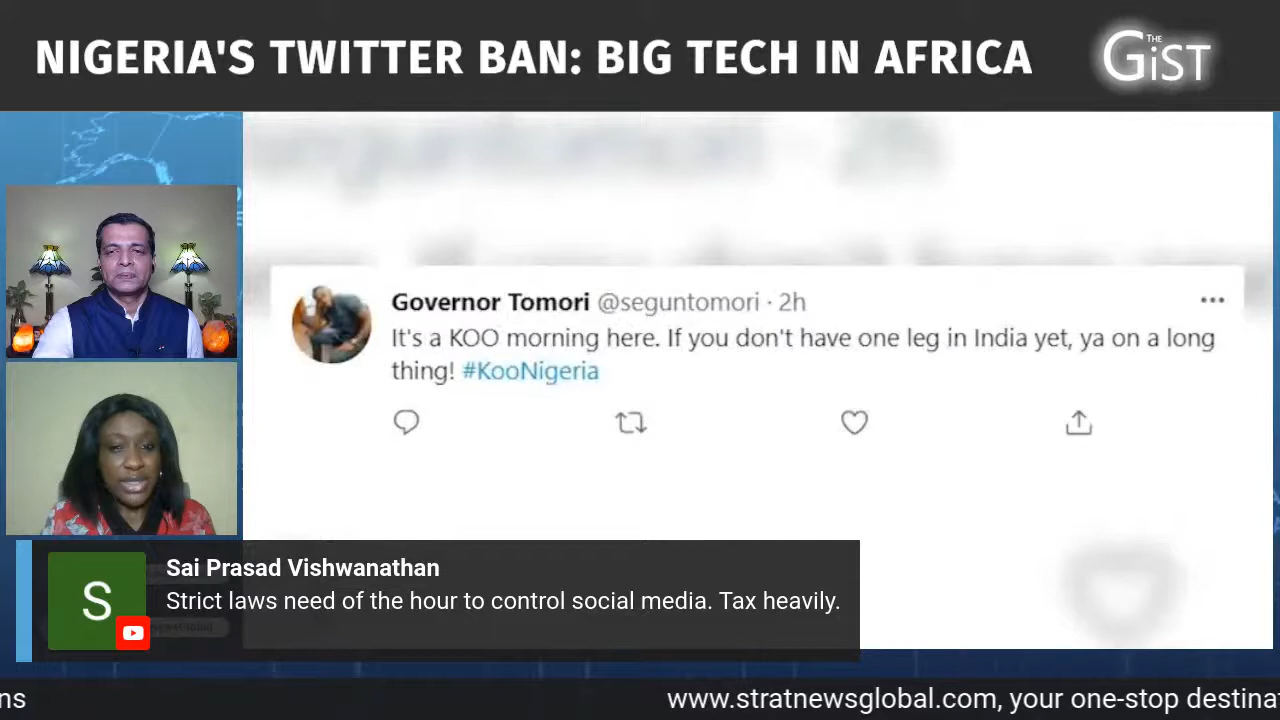 NIGERIA'S TWITTER BAN: BIG TECH IN AFRICA
THE GiST
Governor Tomori @seguntomori · 2h
It's a KOO morning here. If you don't have one leg in India yet, ya on a long
thing! #KooNigeria
S
Sai Prasad Vishwanathan
Strict laws need of the hour to control social media. Tax heavily.
ns
www.stratnewsglobal.com, your one-stop destina